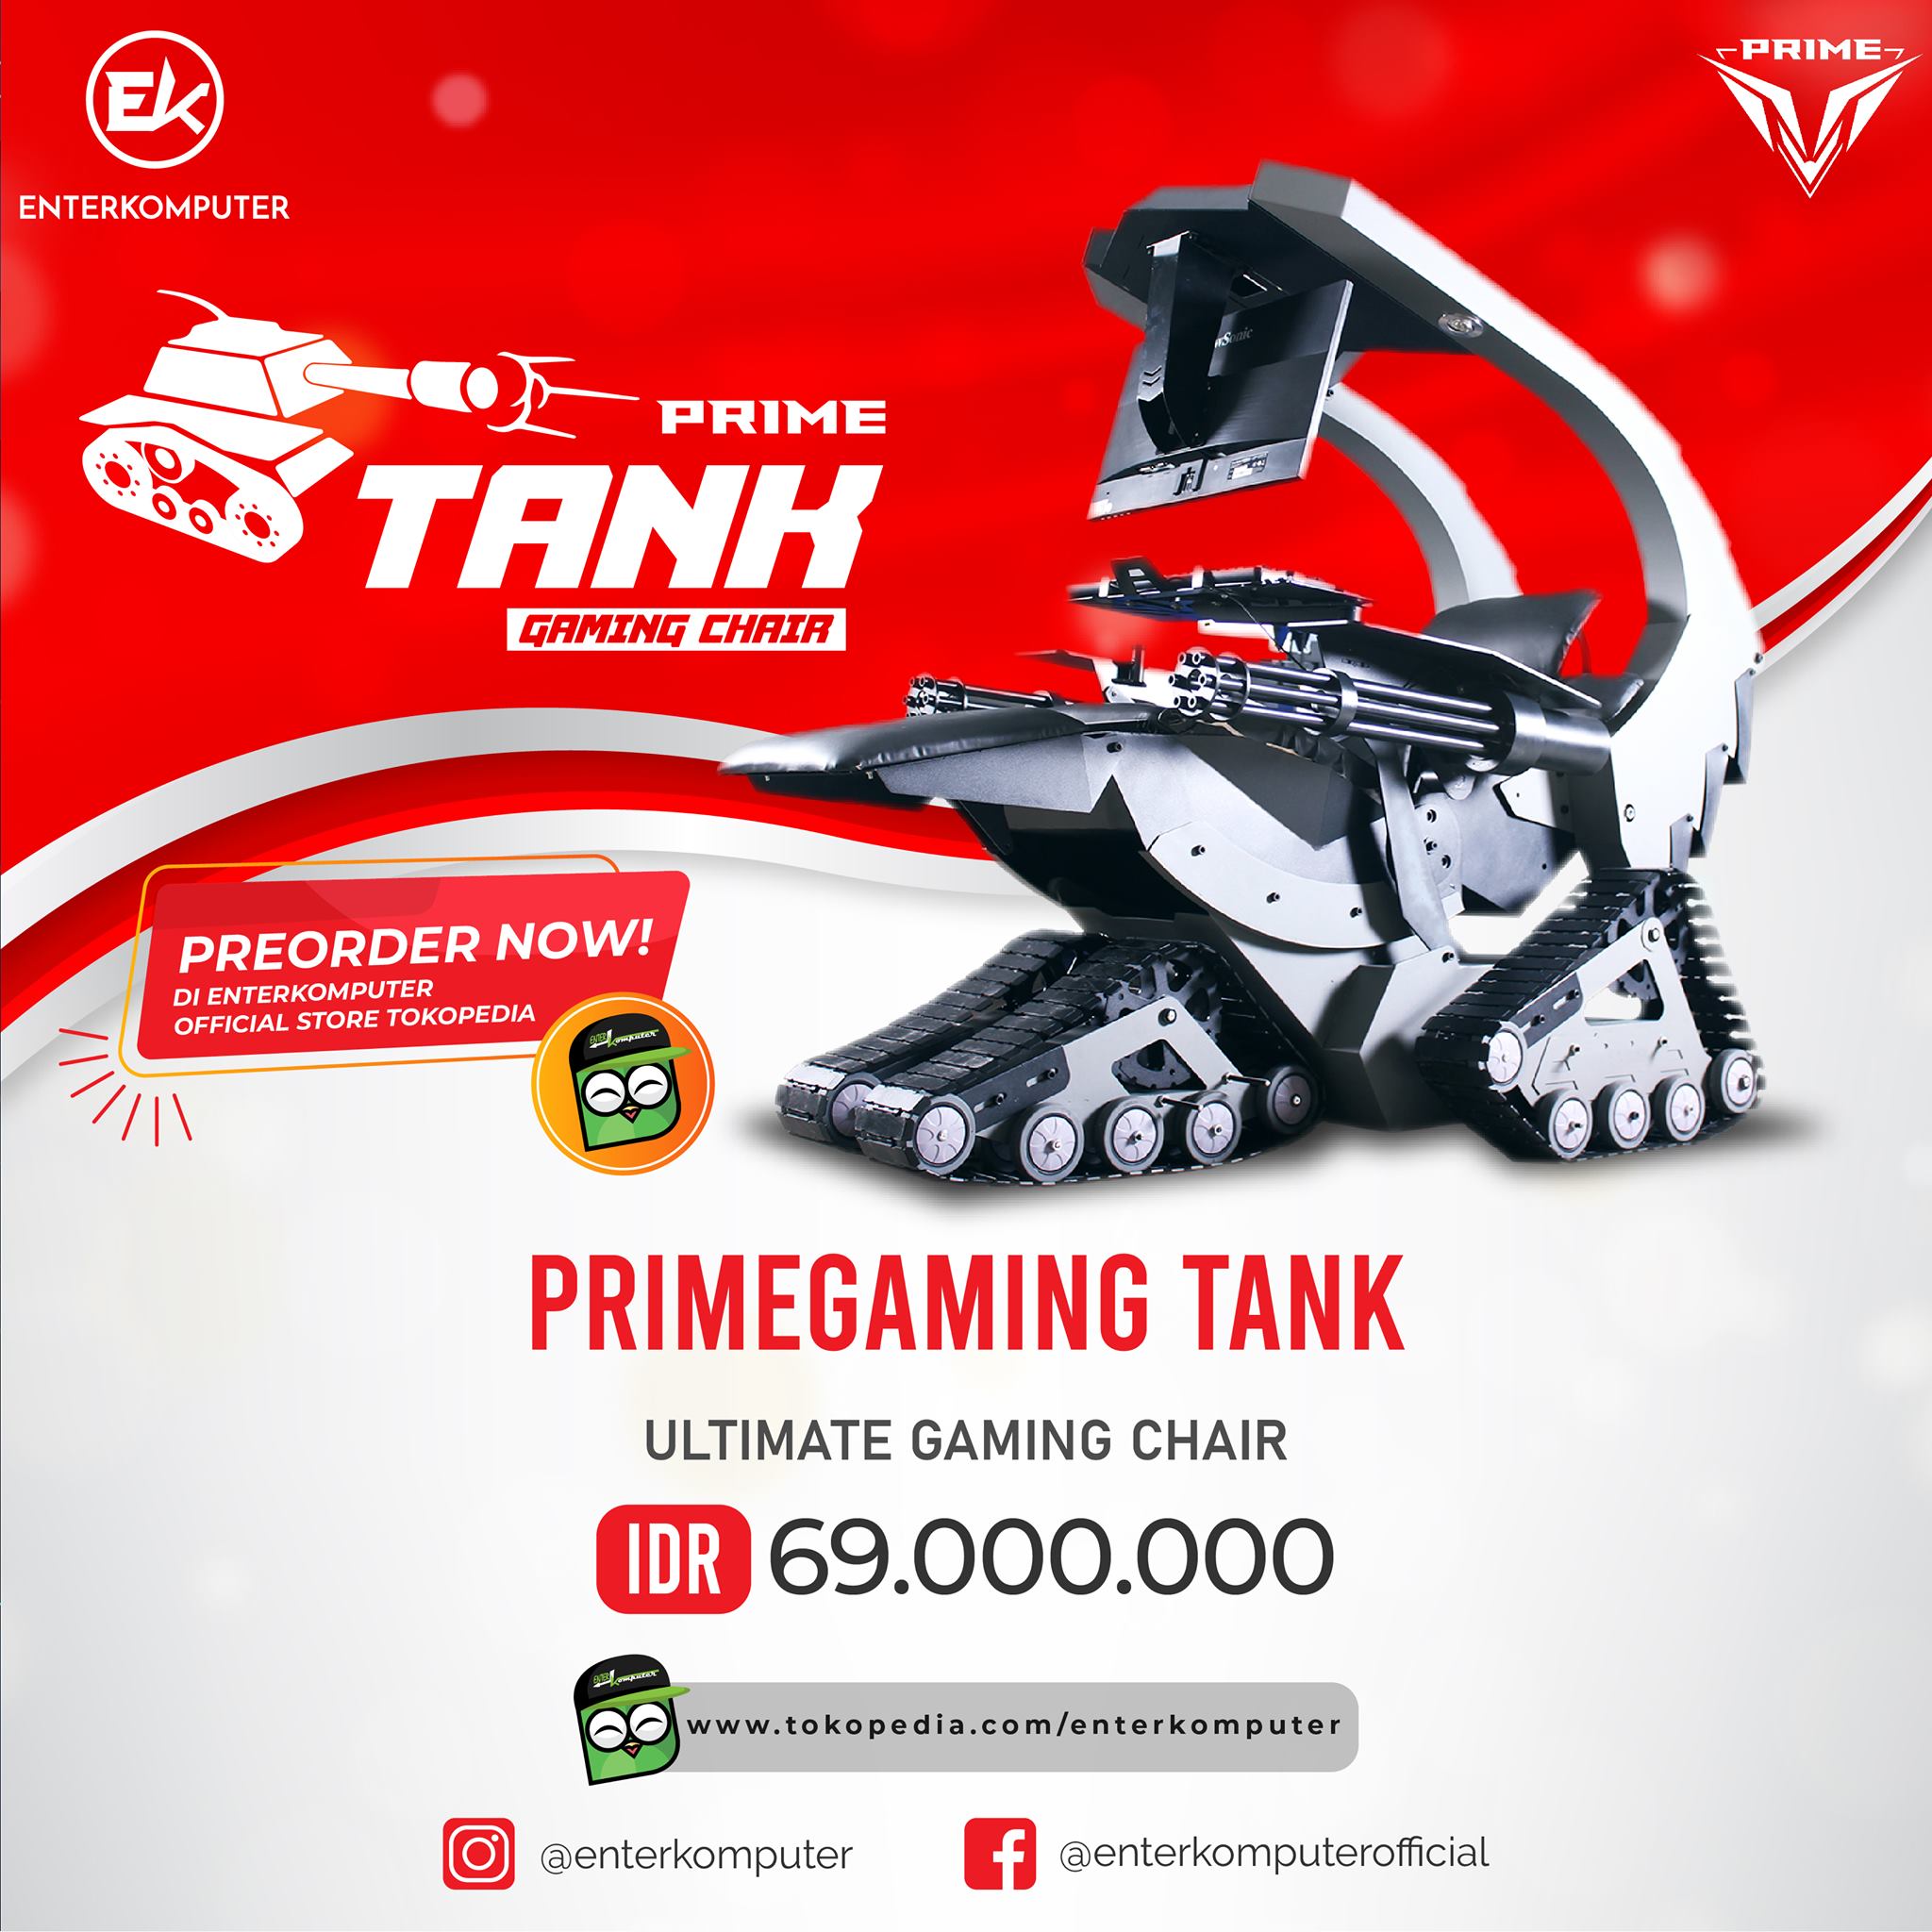 EK
ENTERKOMPUTER
PRIME
PRIME
TANK
GAMING CHAIR
PREORDER NOW!
DI ENTERKOMPUTER
OFFICIAL STORE TOKOPEDIA
PRIMEGAMING TANK
ULTIMATE GAMING CHAIR
IDR 69.000.000
www.tokopedia.com/enterkomputer
@enterkomputer
@enterkomputerofficial